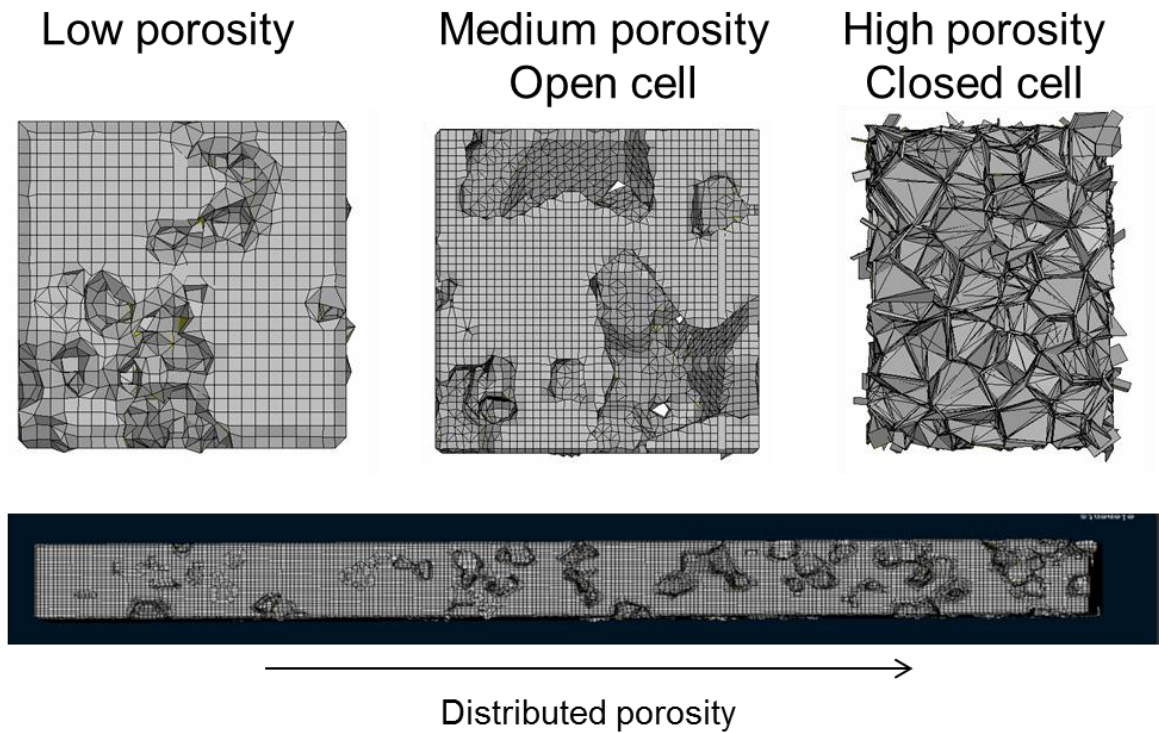 Low porosity
Medium porosity
Open cell
High porosity
Closed cell
Distributed porosity